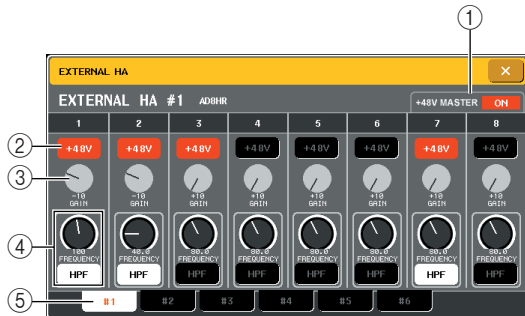 1
EXTERNAL HA ×
EXTERNAL HA #1 AD8HR +48V MASTER ON
1 2 3 4 5 6 7 8
2 +48V +48V +48V +48V +48V +48V +48V +48V
3 -10 -10 +10 +10 +10 +10 +10 +10
GAIN GAIN GAIN GAIN GAIN GAIN GAIN GAIN
4 100 40.0 80.0 80.0 80.0 80.0 80.0 80.0
FREQUENCY FREQUENCY FREQUENCY FREQUENCY FREQUENCY FREQUENCY FREQUENCY FREQUENCY
HPF HPF HPF HPF HPF HPF HPF HPF
5 #1 #2 #3 #4 #5 #6